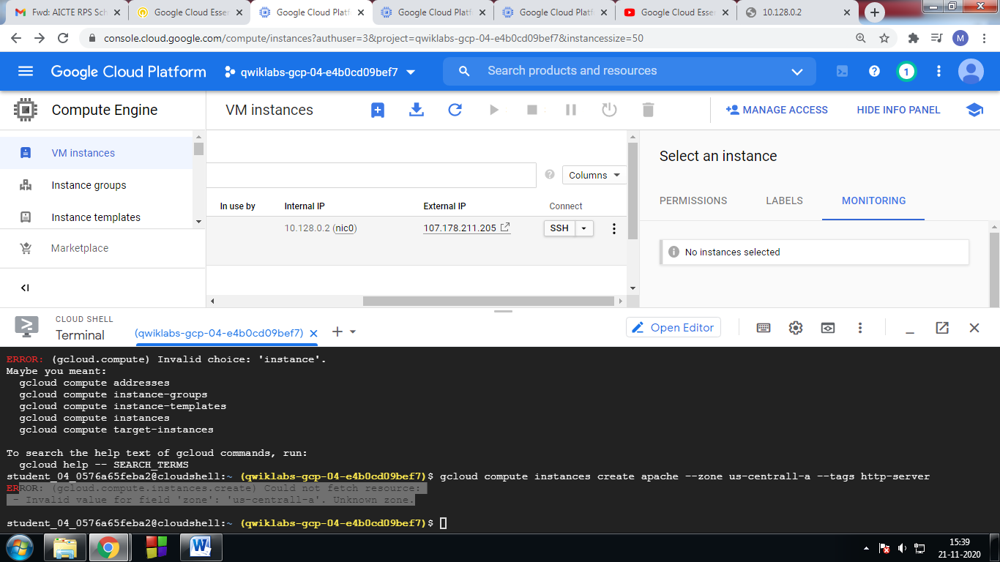 Fwd: AICTE RPS Sch
Google Cloud Essen
Google Cloud Platf
Google Cloud Platf
Google Cloud Platf
Google Cloud Essen
10.128.0.2
console.cloud.google.com/compute/instances?authuser=3&project=qwiklabs-gcp-04-e4b0cd09bef7&instancessize=50
M
Google Cloud Platform
qwiklabs-gcp-04-e4b0cd09bef7
Search products and resources
1
Compute Engine
VM instances
MANAGE ACCESS
HIDE INFO PANEL
VM instances
Instance groups
Instance templates
Marketplace
Columns
In use by
Internal IP
External IP
Connect
10.128.0.2 (nic0)
107.178.211.205
SSH
Select an instance
PERMISSIONS
LABELS
MONITORING
No instances selected
CLOUD SHELL
Terminal
(qwiklabs-gcp-04-e4b0cd09bef7)
Open Editor
ERROR: (gcloud.compute) Invalid choice: 'instance'.
Maybe you meant:
gcloud compute addresses
gcloud compute instance-groups
gcloud compute instance-templates
gcloud compute instances
gcloud compute target-instances
To search the help text of gcloud commands, run:
gcloud help -- SEARCH_TERMS
student_04_0576a65feba2@cloudshell:~ (qwiklabs-gcp-04-e4b0cd09bef7)$ gcloud compute instances create apache --zone us-centrall-a --tags http-server
ERROR: (gcloud.compute.instances.create) Could not fetch resource:
- Invalid value for field 'zone': 'us-centrall-a'. Unknown zone.
student_04_0576a65feba2@cloudshell:~ (qwiklabs-gcp-04-e4b0cd09bef7)$
15:39
21-11-2020